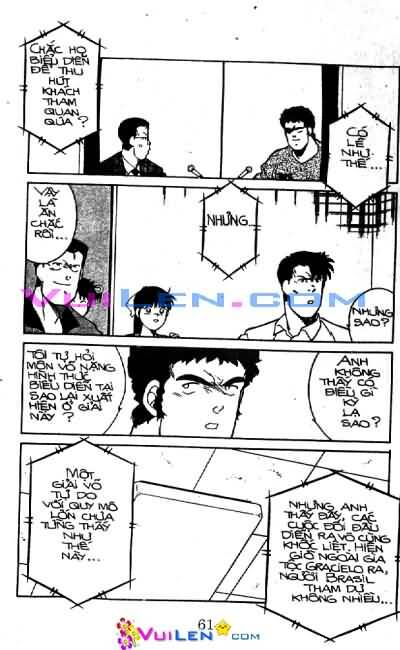 CHẮC HỌ
BIỂU DIỄN
ĐỂ THU
HÚT
KHÁCH
THAM
QUAN
QỦA?
CÓ
LẼ
NHƯ
THẾ...
VẬY
LÀ
ĂN
CHẮC
RỒI...
NHƯNG...
NHƯNG
SAO?
VUILEN.COM
TÔI TỰ HỎI
MÔN VÕ NẶNG
HÌNH THỨC
BIỂU DIỄN TẠI
SAO LẠI XUẤT
HIỆN Ở GIẢI
NÀY?
ANH
KHÔNG
THẤY CÓ
BIỂU GÌ
KỲ
LẠ
SAO?
MỘT
GIẢI VÕ
TỰ DO
VỚI QUY MÔ
LỚN CHƯA
TỪNG THẤY
NHƯ
THẾ
NÀY...
NHƯNG ANH
THẤY ĐẤY, CÁC
CUỘC ĐỐI ĐẦU
DIỄN RA VÔ CÙNG
KHỐC LIỆT. HIỆN
GIỜ NGOÀI GIA
TỘC GRACIELO RA,
NGƯỜI BRASIL
THAM DỰ
KHÔNG NHIỀU...
61
VUILEN.COM